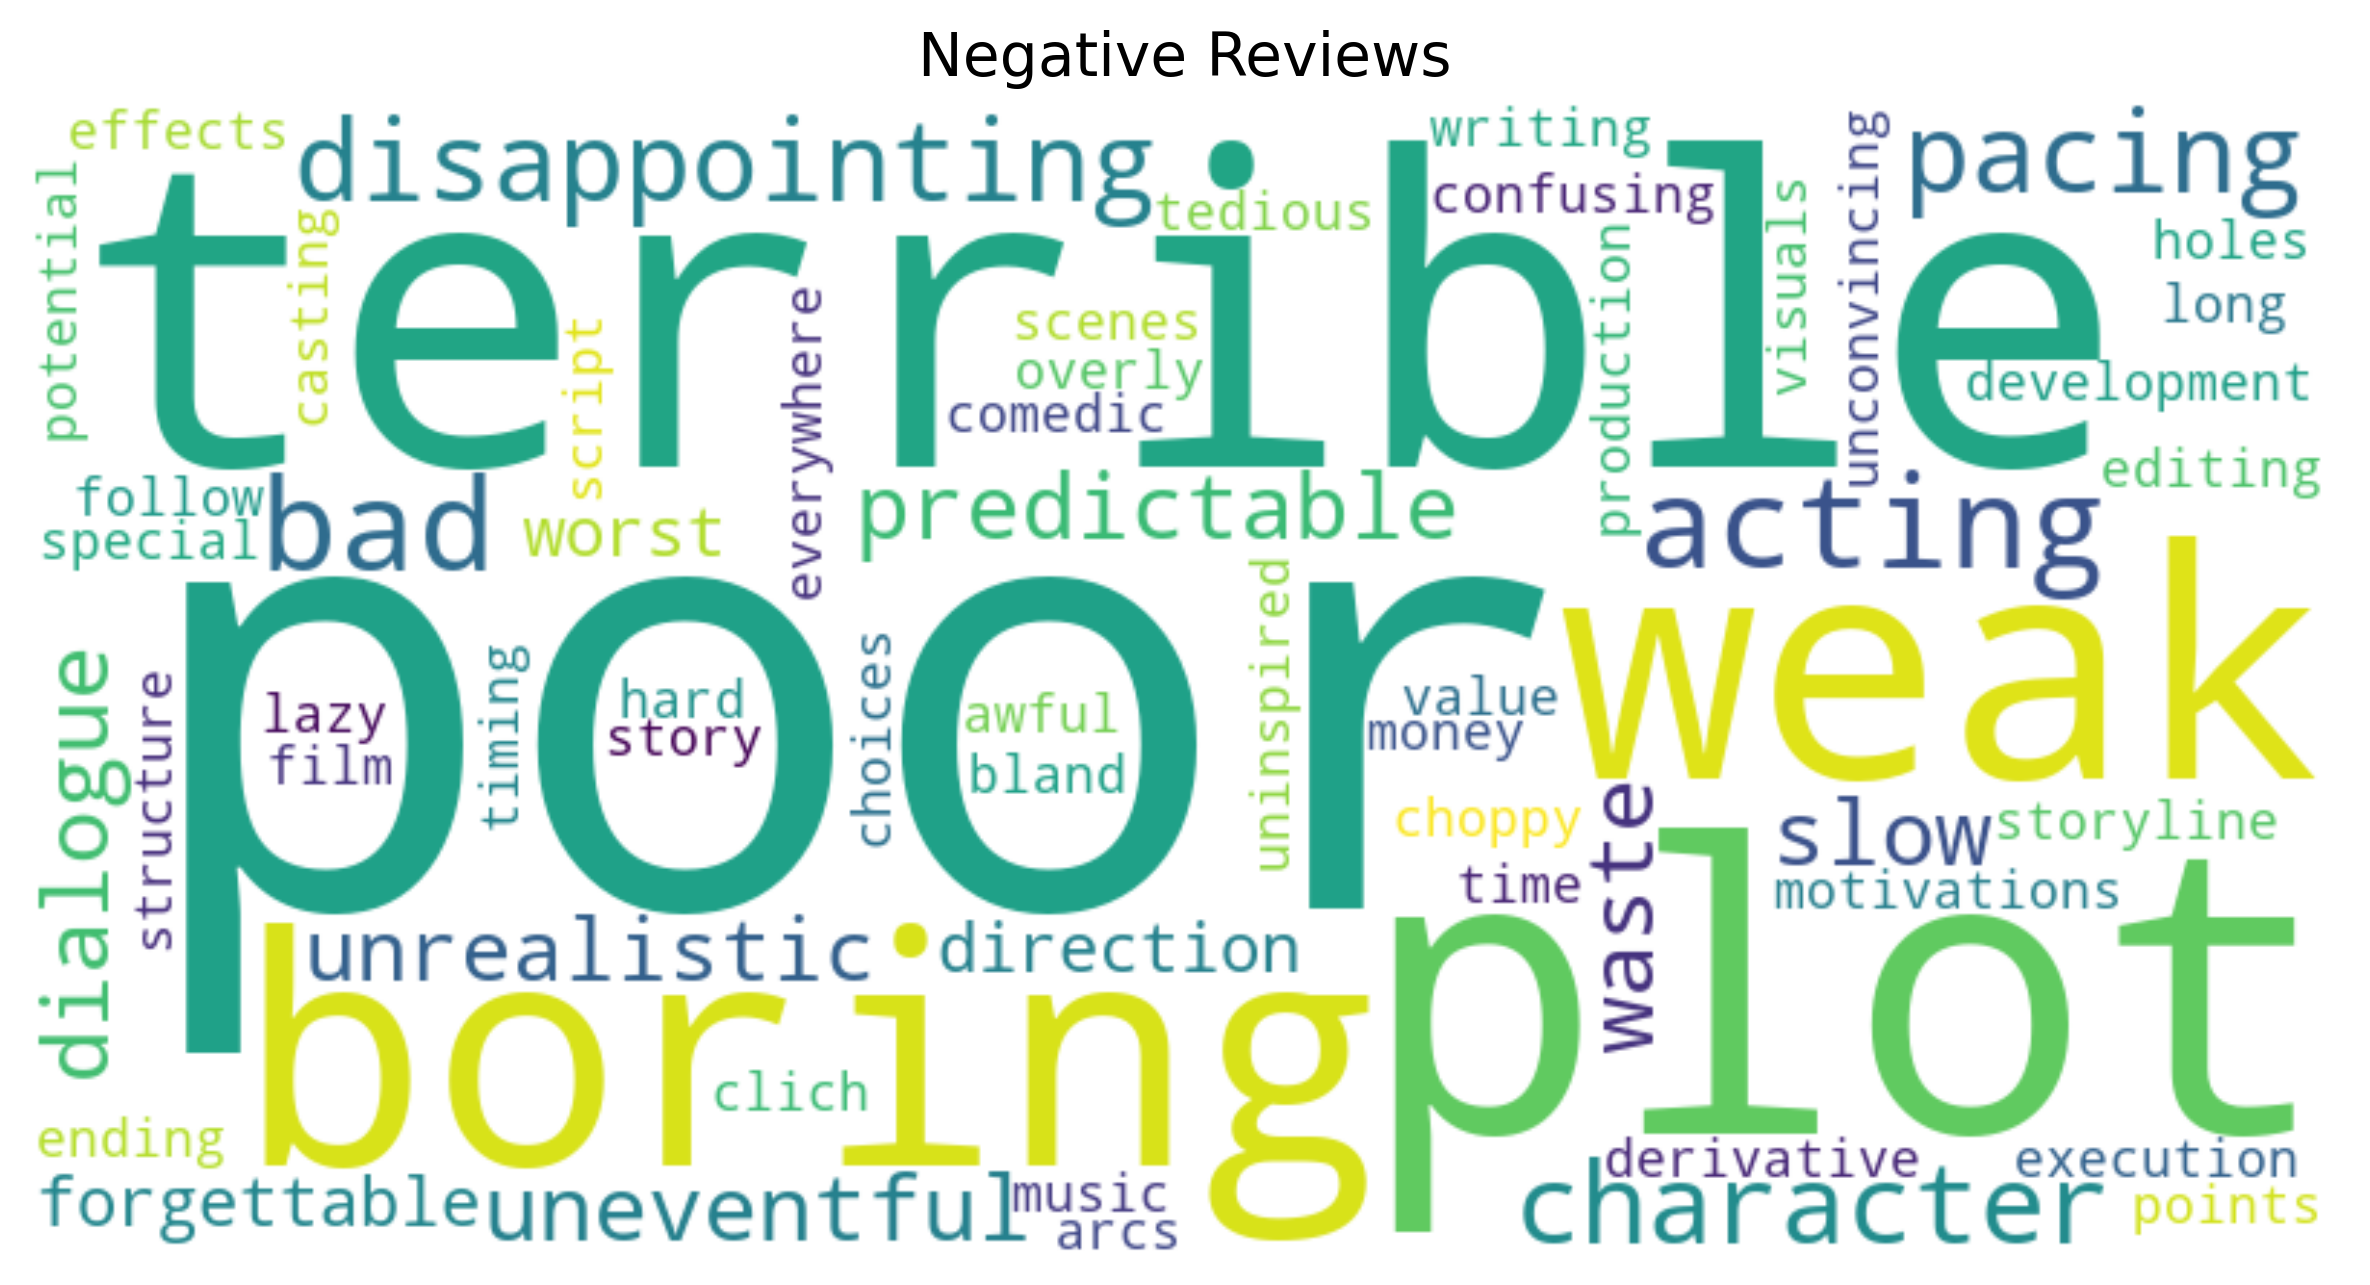 Negative Reviews
effects
disappointing
writing
unconvincing
pacing
potential
terrible
casting
tedious
confusing
visuals
holes
long
production
scenes
script
everywhere
overly
comedic
development
editing
follow
special
bad
worst
predictable
acting
poor
weak
uninspired
dialogue
structure
lazy
film
timing
hard
story
choices
awful
bland
value
money
choppy
waste
slow
storyline
time
motivations
unrealistic
direction
plot
boring
clich
ending
derivative
execution
forgettable
uneventful
music
arcs
character
points